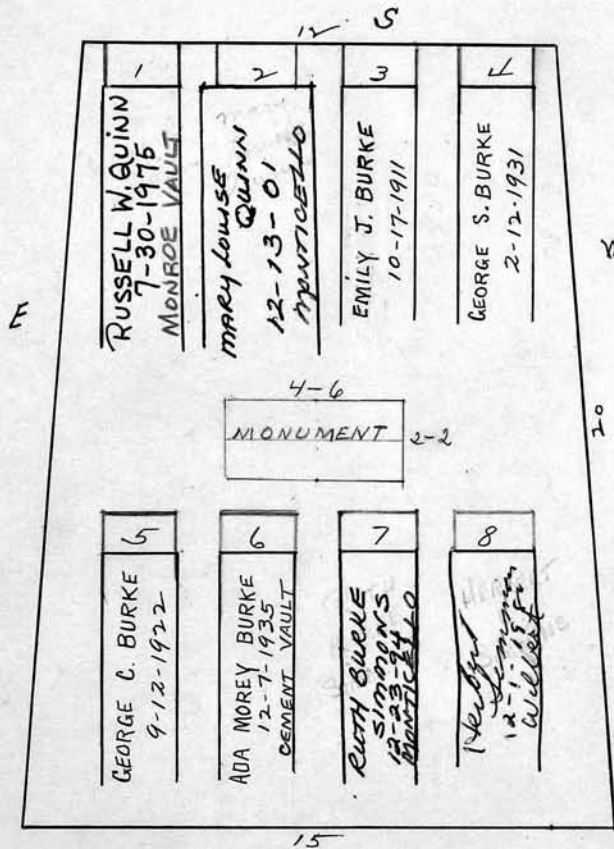 12 S
1
RUSSELL W. QUINN
7-30-1975
MONROE VAULT
2
MARY LOUISE
QUINN
12-13-01
MONTICELLO
3
EMILY J. BURKE
10-17-1911
4
GEORGE S. BURKE
2-12-1931
E
20
4-6
MONUMENT 2-2
5
GEORGE C. BURKE
9-12-1922
6
ADA MOREY BURKE
12-7-1935
CEMENT VAULT
7
RUTH BURKE
SIMMONS
12-23-94
MONTICELLO
8
Herbert
Simmons
Wilbert
15